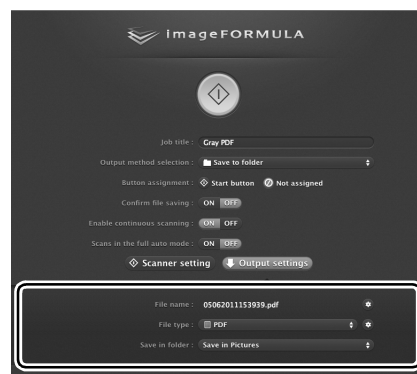 imageFORMULA
Job title : Gray PDF
Output method selection : Save to folder
Button assignment : Start button Not assigned
Confirm file saving : ON OFF
Enable continuous scanning : ON OFF
Scans in the full auto mode : ON OFF
Scanner setting Output settings
File name : 05062011153939.pdf
File type : PDF
Save in folder : Save in Pictures